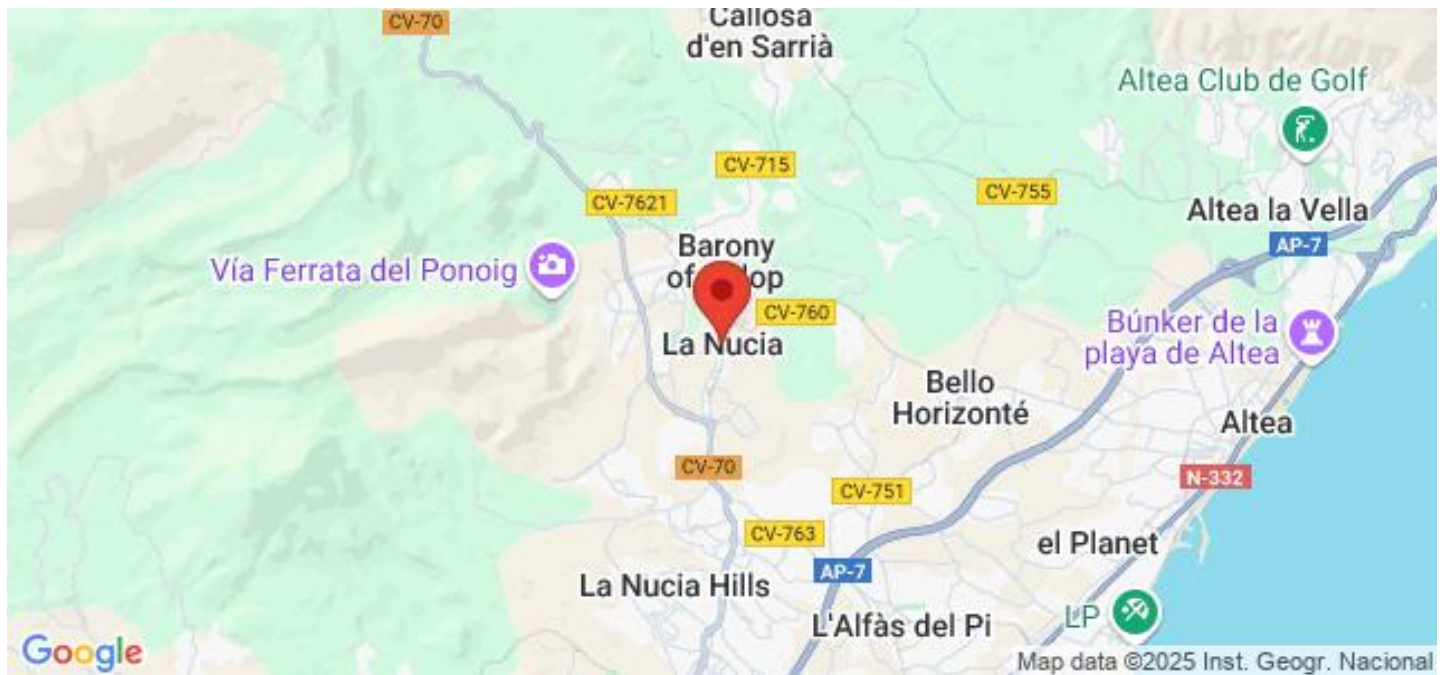 CV-70
Callosa
d'en Sarrià
Altea Club de Golf
CV-715
CV-755
CV-7621
Altea la Vella
AP-7
Barony
Vía Ferrata del Ponoig
CV-760
La Nucia
Búnker de la
playa de Altea
Bello
Horizonté
Altea
CV-70
N-332
CV-751
CV-763
el Planet
AP-7
La Nucia Hills
L'Alfàs del Pi
LP
Google
Map data ©2025 Inst. Geogr. Nacional